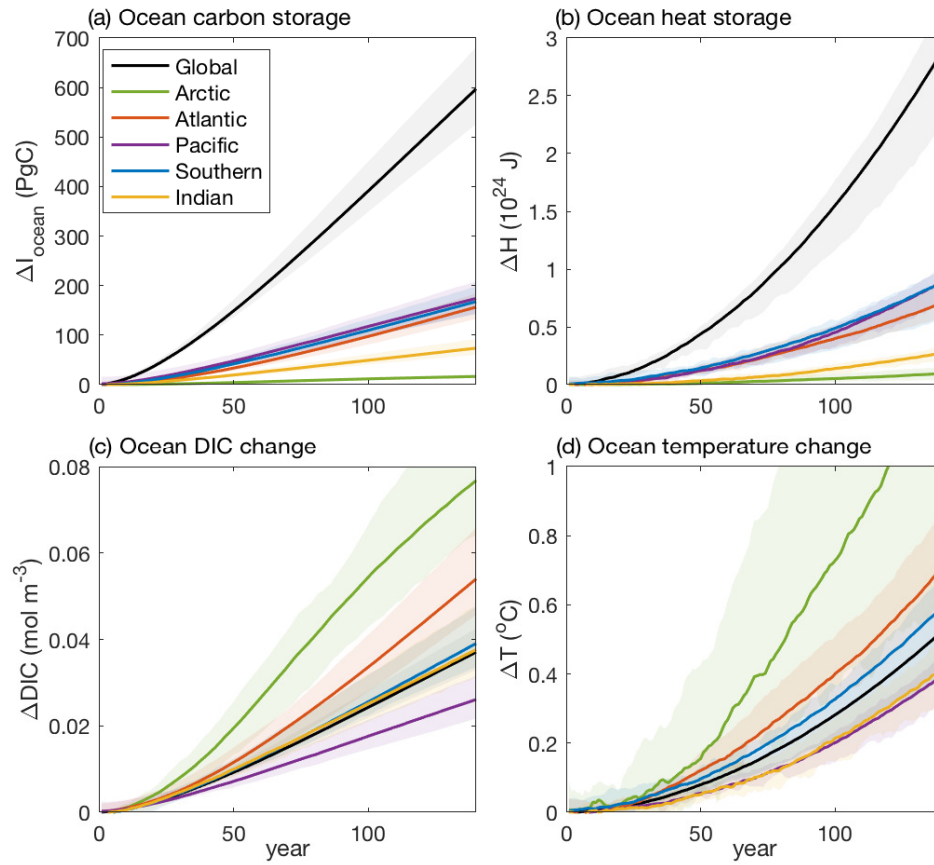 (a) Ocean carbon storage
700
600
500
400
300
200
100
0
ΔI_ocean (PgC)
Global
Arctic
Atlantic
Pacific
Southern
Indian
0
50
100
(b) Ocean heat storage
3
2.5
2
1.5
1
0.5
0
ΔH (10^24 J)
0
50
100
(c) Ocean DIC change
0.08
0.06
0.04
0.02
0
ΔDIC (mol m^-3)
0
50
100
year
(d) Ocean temperature change
1
0.8
0.6
0.4
0.2
0
ΔT (°C)
0
50
100
year